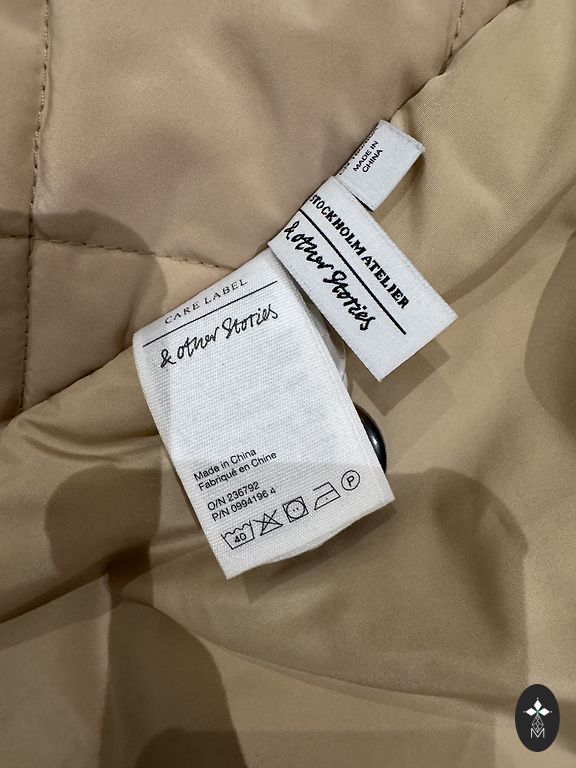 MADE IN
CHINA
STOCKHOLM ATELIER
& other Stories
CARE LABEL
& other Stories
Made in China
Fabriqué en Chine
O/N 236792
P/N 0994196 4
40
P
M